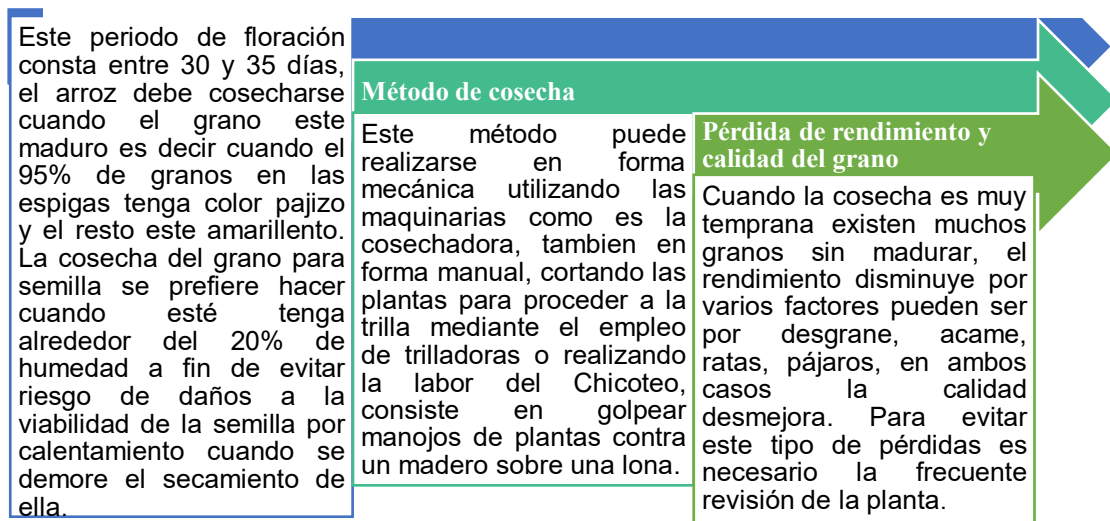 Este periodo de floración
consta entre 30 y 35 días,
el arroz debe cosecharse
cuando el grano este
maduro es decir cuando el
95% de granos en las
espigas tenga color pajizo
y el resto este amarillento.
La cosecha del grano para
semilla se prefiere hacer
cuando esté tenga
alrededor del 20% de
humedad a fin de evitar
riesgo de daños a la
viabilidad de la semilla por
calentamiento cuando se
demore el secamiento de
ella.
Método de cosecha
Este método puede
realizarse en forma
mecánica utilizando las
maquinarias como es la
cosechadora, tambien en
forma manual, cortando las
plantas para proceder a la
trilla mediante el empleo
de trilladoras o realizando
la labor del Chicoteo,
consiste en golpear
manojos de plantas contra
un madero sobre una lona.
Pérdida de rendimiento y
calidad del grano
Cuando la cosecha es muy
temprana existen muchos
granos sin madurar, el
rendimiento disminuye por
varios factores pueden ser
por desgrane, acame,
ratas, pájaros, en ambos
casos la calidad
desmejora. Para evitar
este tipo de pérdidas es
necesario la frecuente
revisión de la planta.